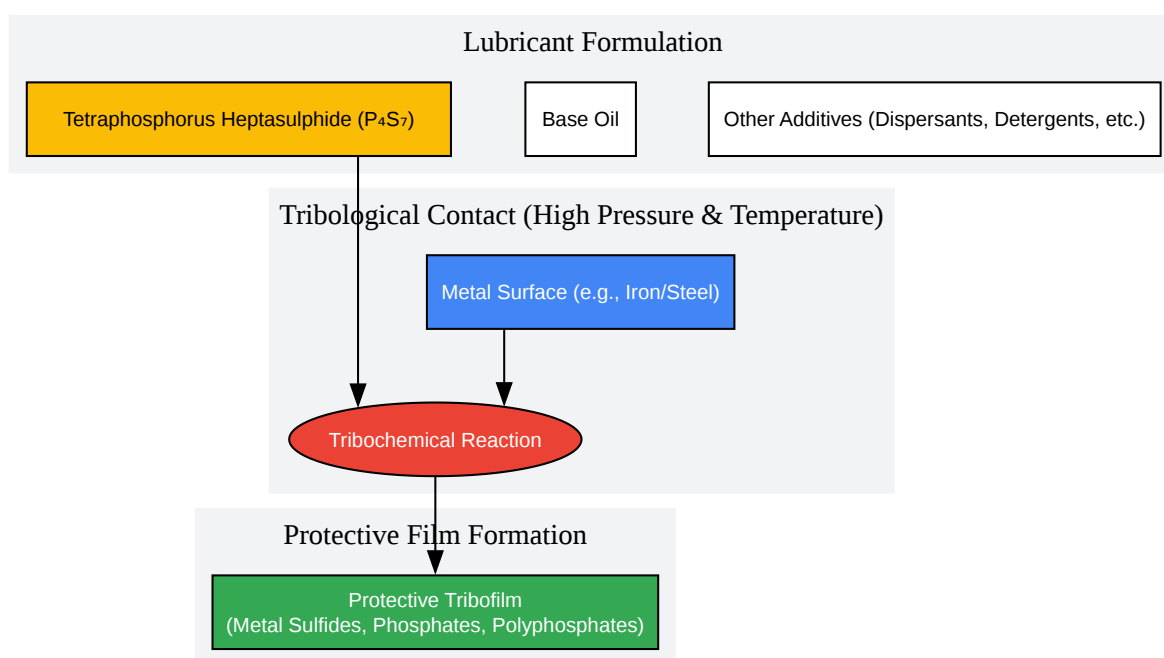 Lubricant Formulation
Tetraphosphorus Heptasulphide (P₄S₇)
Base Oil
Other Additives (Dispersants, Detergents, etc.)
Tribological Contact (High Pressure & Temperature)
Metal Surface (e.g., Iron/Steel)
Tribochemical Reaction
Protective Film Formation
Protective Tribofilm
(Metal Sulfides, Phosphates, Polyphosphates)